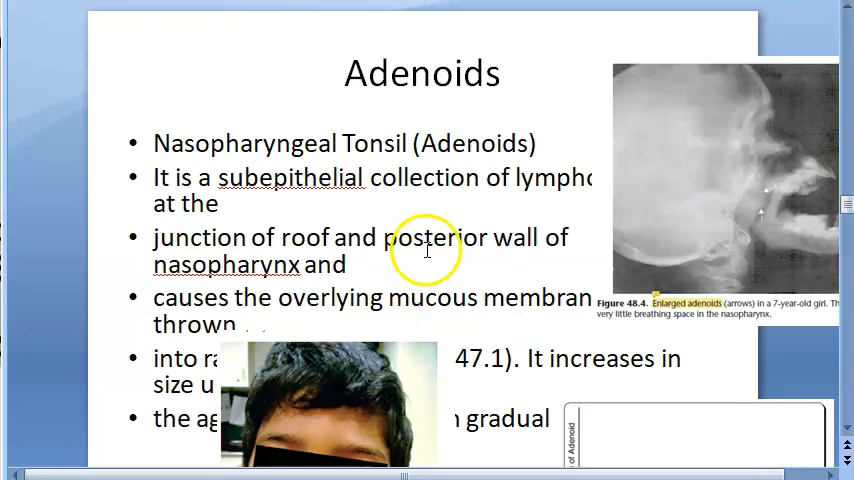 Adenoids
• Nasopharyngeal Tonsil (Adenoids)
• It is a subepithelial collection of lympho
at the
• junction of roof and posterior wall of
nasopharynx and
• causes the overlying mucous membran
thrown
• into ra 47.1). It increases in
size u
• the ag n gradual
Figure 48.4. Enlarged adenoids (arrows) in a 7-year-old girl. Th
very little breathing space in the nasopharynx.
of Adenoid